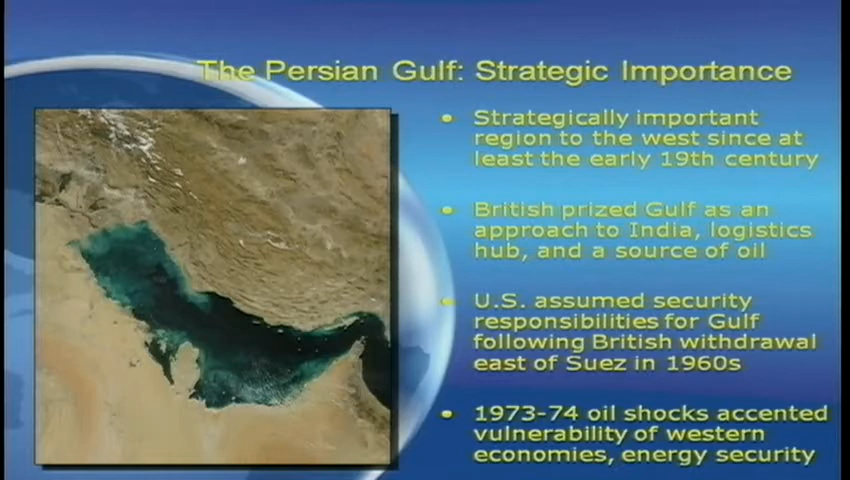 The Persian Gulf: Strategic Importance
• Strategically important
region to the west since at
least the early 19th century
• British prized Gulf as an
approach to India, logistics
hub, and a source of oil
• U.S. assumed security
responsibilities for Gulf
following British withdrawal
east of Suez in 1960s
• 1973-74 oil shocks accented
vulnerability of western
economies, energy security